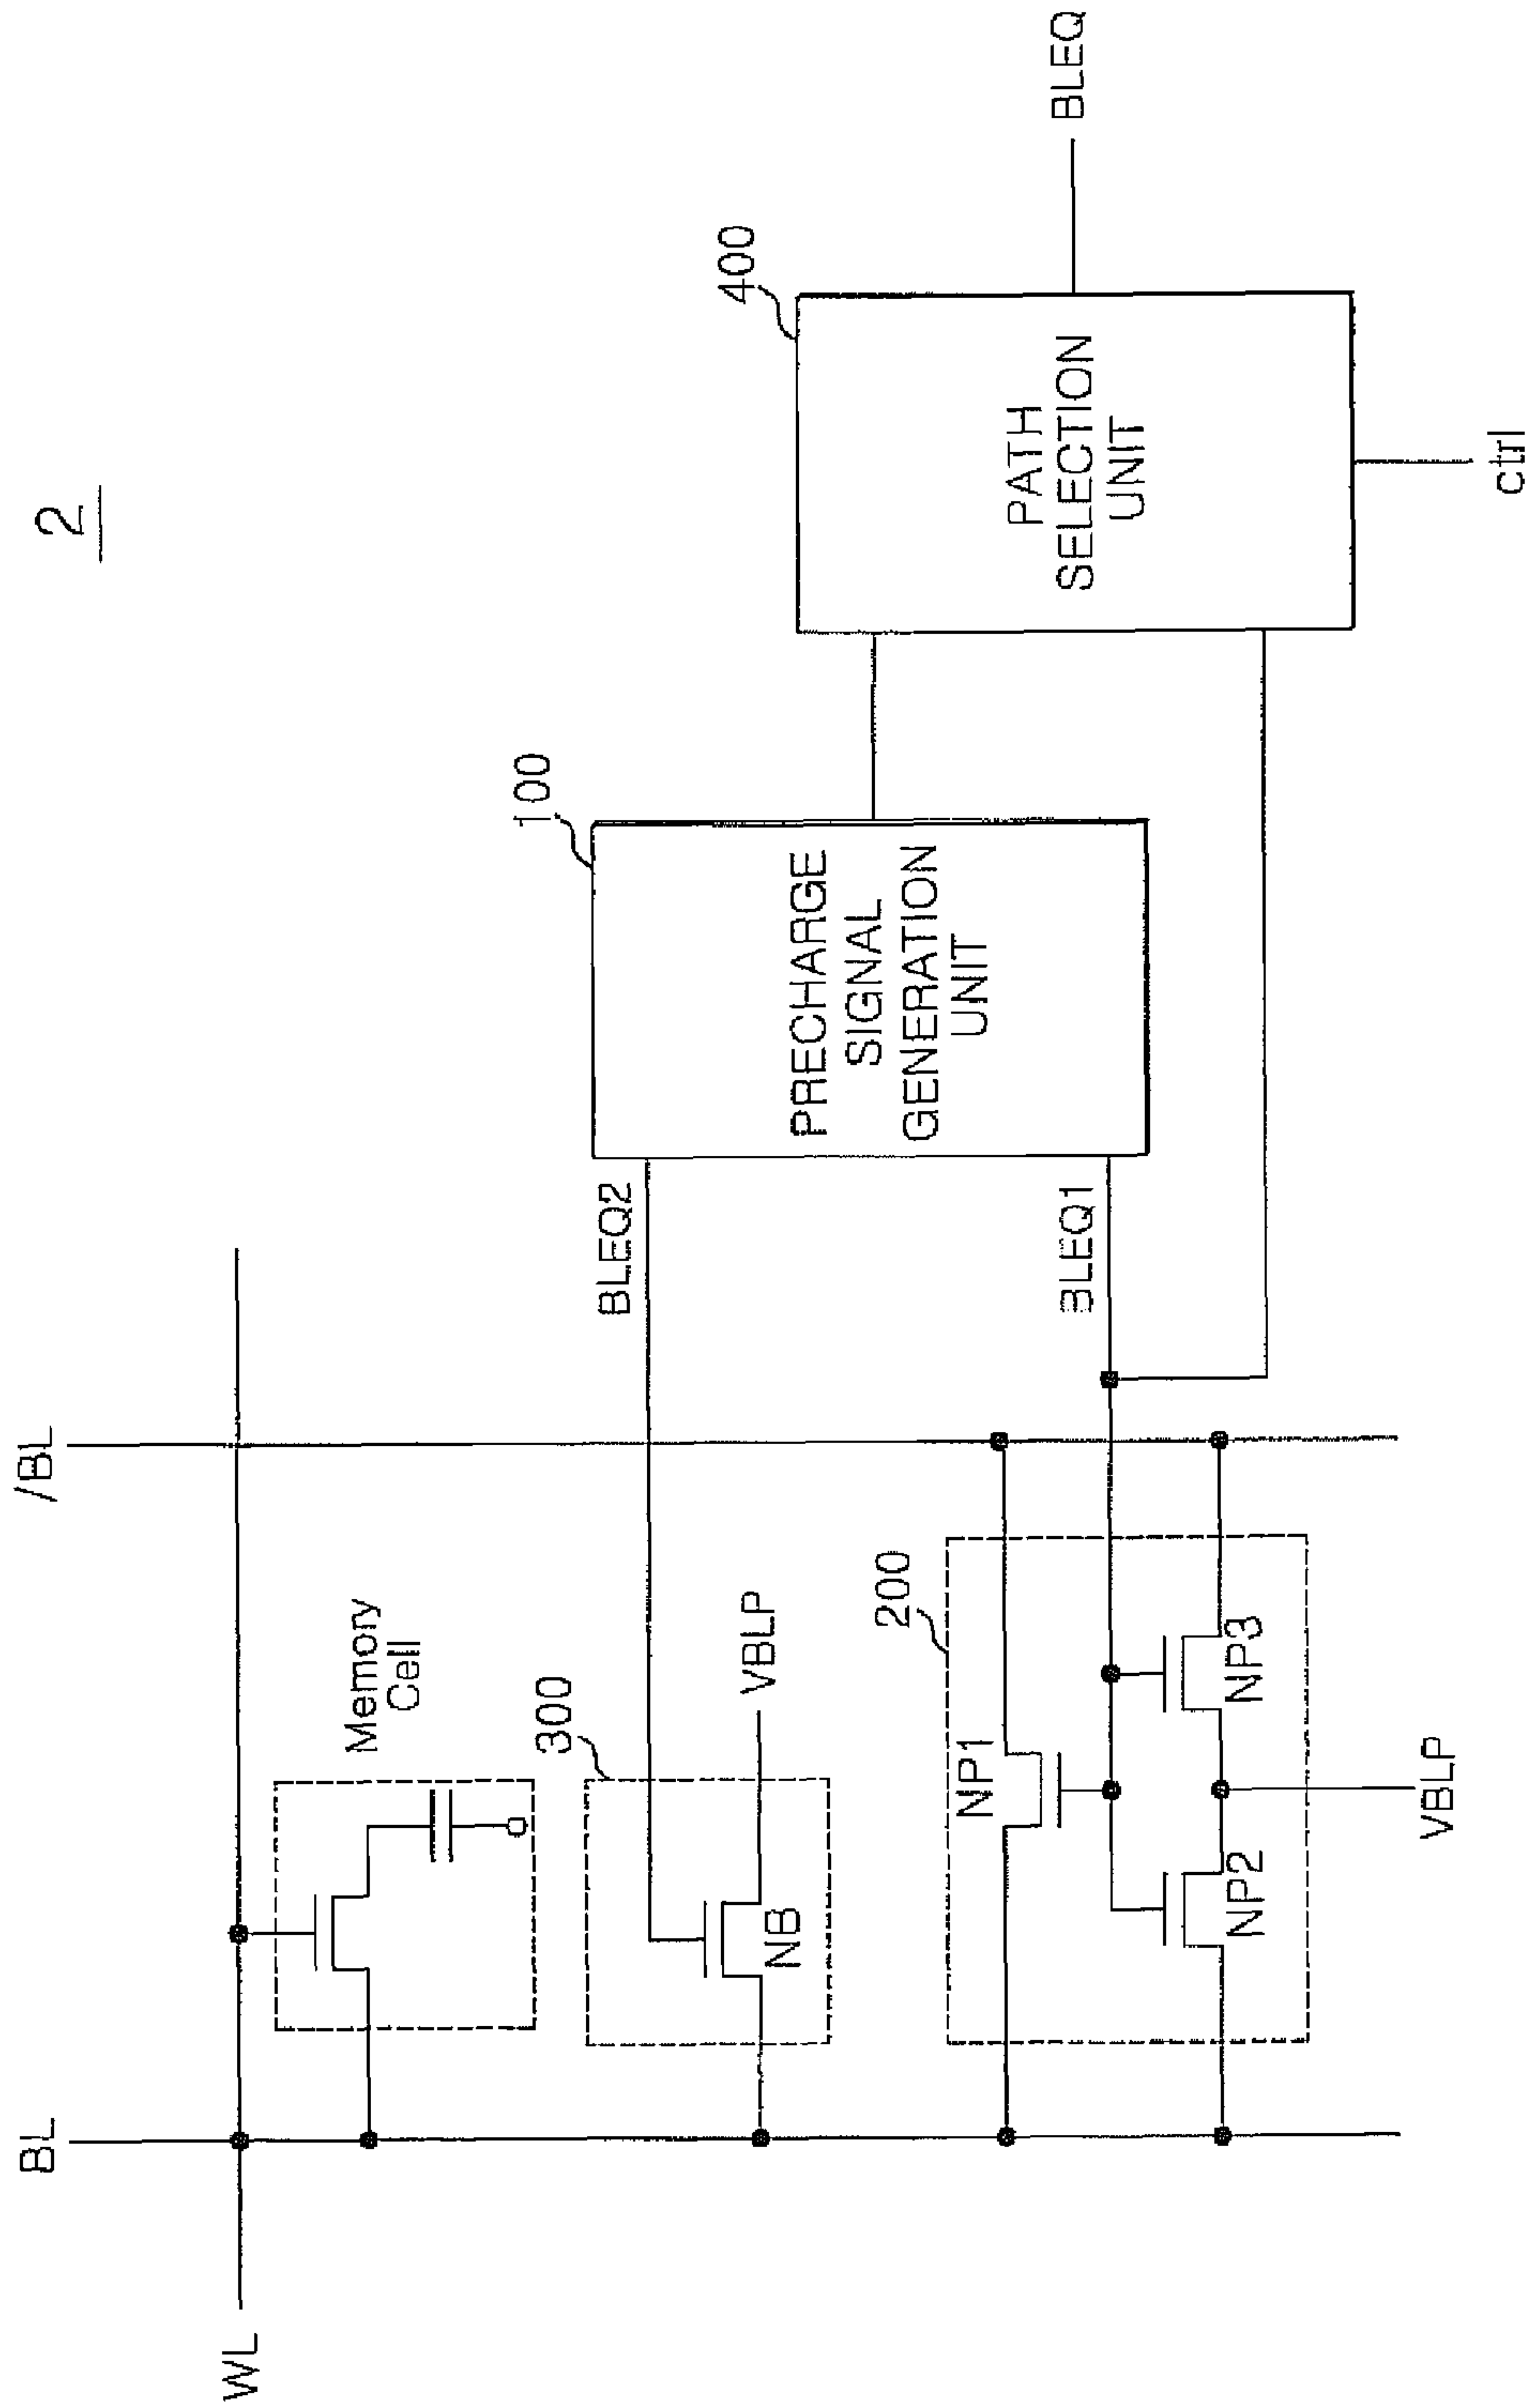 2
BL
/BL
WL
Memory
Cell
300
BLEQ2
VBLP
NB
100
PRECHARGE
SIGNAL
GENERATION
UNIT
400
PATH
SELECTION
UNIT
BLEQ
200
NP1
BLEQ1
NP2
NP3
VBLP
ctrl